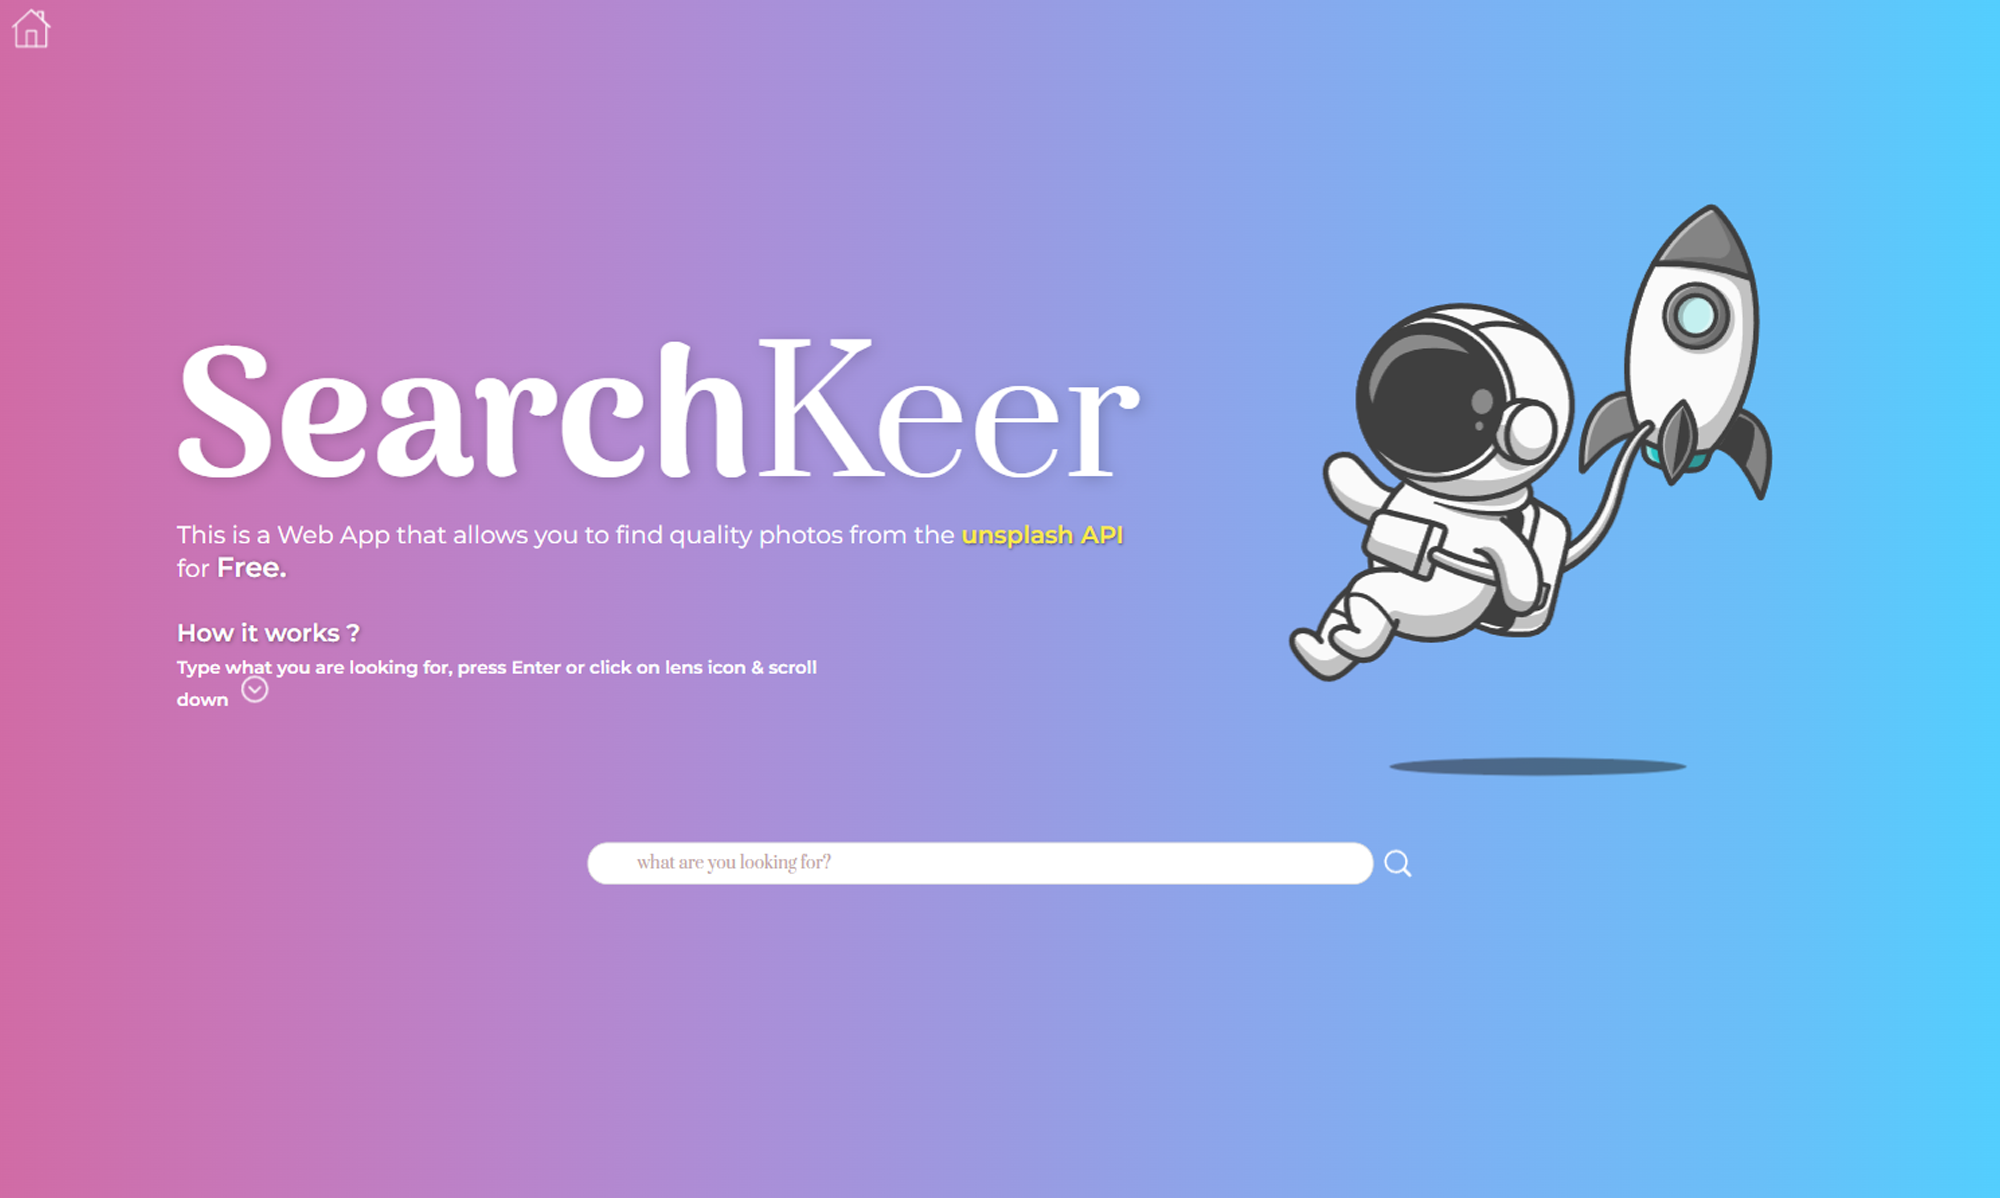 SearchKeer
This is a Web App that allows you to find quality photos from the unsplash API
for Free.
How it works ?
Type what you are looking for, press Enter or click on lens icon & scroll
down
what are you looking for?